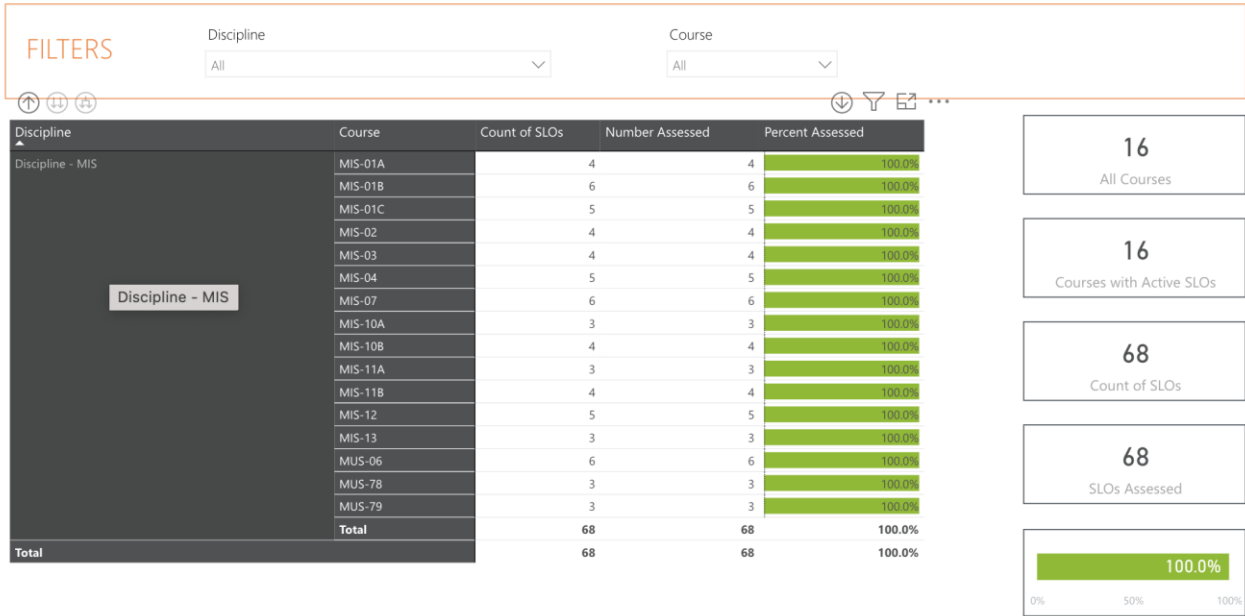 FILTERS
Discipline
All
Course
All
Discipline Course Count of SLOs Number Assessed Percent Assessed
Discipline - MIS MIS-01A 4 4 100.0%
MIS-01B 6 6 100.0%
MIS-01C 5 5 100.0%
MIS-02 4 4 100.0%
MIS-03 4 4 100.0%
MIS-04 5 5 100.0%
Discipline - MIS
MIS-07 6 6 100.0%
MIS-10A 3 3 100.0%
MIS-10B 4 4 100.0%
MIS-11A 3 3 100.0%
MIS-11B 4 4 100.0%
MIS-12 5 5 100.0%
MIS-13 3 3 100.0%
MUS-06 6 6 100.0%
MUS-78 3 3 100.0%
MUS-79 3 3 100.0%
Total 68 68 100.0%
Total 68 68 100.0%
16
All Courses
16
Courses with Active SLOs
68
Count of SLOs
68
SLOs Assessed
100.0%
0% 50% 100%